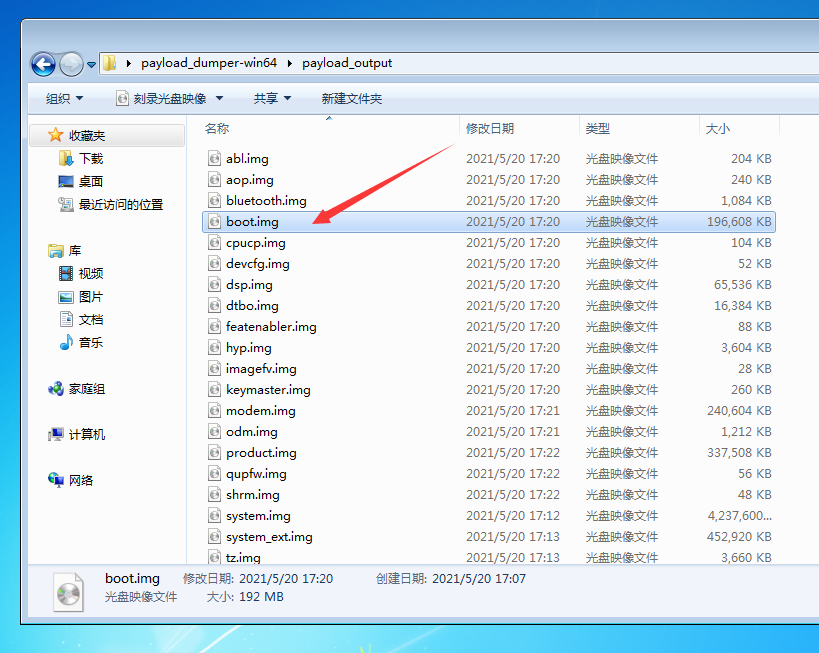 payload_dumper-win64 payload_output
组织 刻录光盘映像 共享 新建文件夹
收藏夹
下载
桌面
最近访问的位置
库
视频
图片
文档
音乐
家庭组
计算机
网络
名称 修改日期 类型 大小
abl.img 2021/5/20 17:20 光盘映像文件 204 KB
aop.img 2021/5/20 17:20 光盘映像文件 240 KB
bluetooth.img 2021/5/20 17:20 光盘映像文件 1,084 KB
boot.img 2021/5/20 17:20 光盘映像文件 196,608 KB
cpucp.img 2021/5/20 17:20 光盘映像文件 104 KB
devcfg.img 2021/5/20 17:20 光盘映像文件 52 KB
dsp.img 2021/5/20 17:20 光盘映像文件 65,536 KB
dtbo.img 2021/5/20 17:20 光盘映像文件 16,384 KB
featenabler.img 2021/5/20 17:20 光盘映像文件 88 KB
hyp.img 2021/5/20 17:20 光盘映像文件 3,604 KB
imagefv.img 2021/5/20 17:20 光盘映像文件 28 KB
keymaster.img 2021/5/20 17:20 光盘映像文件 260 KB
modem.img 2021/5/20 17:21 光盘映像文件 240,604 KB
odm.img 2021/5/20 17:21 光盘映像文件 1,212 KB
product.img 2021/5/20 17:22 光盘映像文件 337,508 KB
qupfw.img 2021/5/20 17:22 光盘映像文件 56 KB
shrm.img 2021/5/20 17:22 光盘映像文件 48 KB
system.img 2021/5/20 17:12 光盘映像文件 4,237,600...
system_ext.img 2021/5/20 17:13 光盘映像文件 452,920 KB
tz.img 2021/5/20 17:13 光盘映像文件 3,660 KB
boot.img 修改日期: 2021/5/20 17:20 创建日期: 2021/5/20 17:07
光盘映像文件 大小: 192 MB